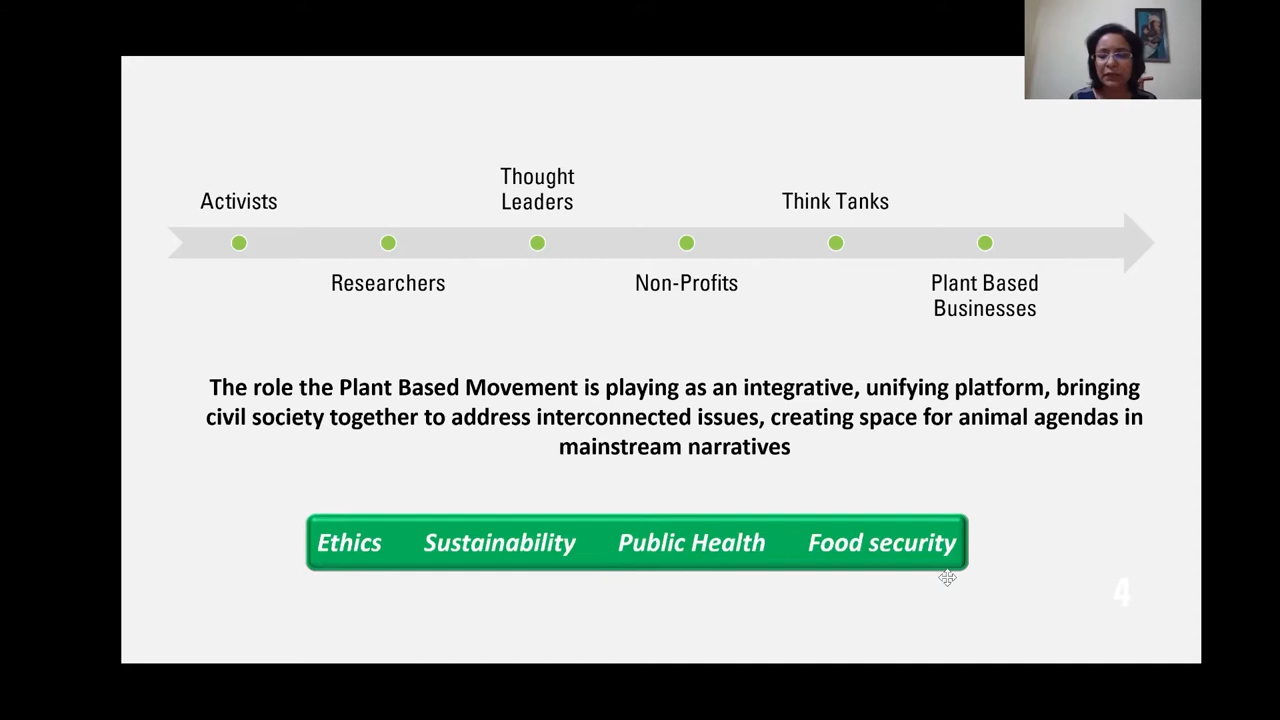 Thought
Activists
Leaders
Think Tanks
Researchers
Non-Profits
Plant Based
Businesses
The role the Plant Based Movement is playing as an integrative, unifying platform, bringing
civil society together to address interconnected issues, creating space for animal agendas in
mainstream narratives
Ethics Sustainability Public Health Food security
4